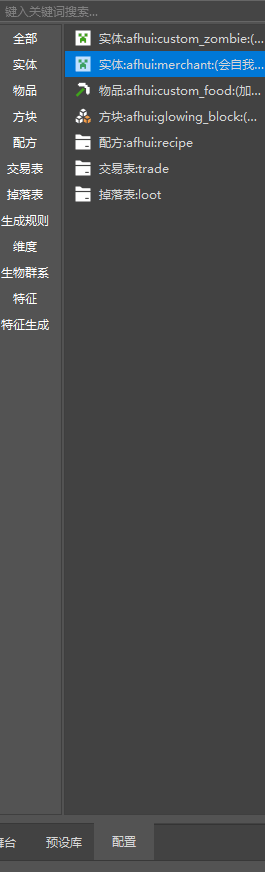 键入关键词搜索...
全部
实体
物品
方块
配方
交易表
掉落表
生成规则
维度
生物群系
特征
特征生成
实体:afhui:custom_zombie:(...
实体:afhui:merchant:(会自我...
物品:afhui:custom_food:(加...
方块:afhui:glowing_block:(...
配方:afhui:recipe
交易表:trade
掉落表:loot
舞台 预设库 配置